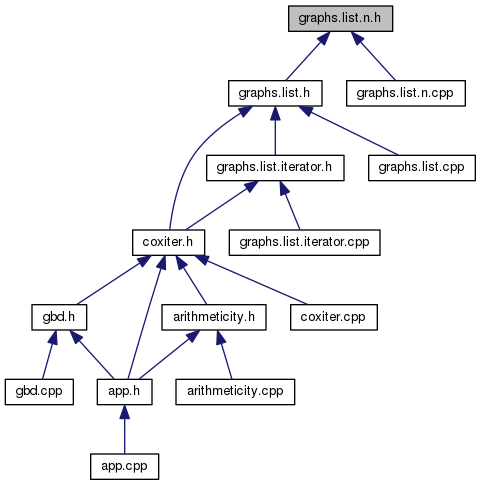 graphs.list.n.h
graphs.list.h
graphs.list.n.cpp
graphs.list.iterator.h
graphs.list.cpp
coxiter.h
graphs.list.iterator.cpp
gbd.h
arithmeticity.h
coxiter.cpp
gbd.cpp
app.h
arithmeticity.cpp
app.cpp